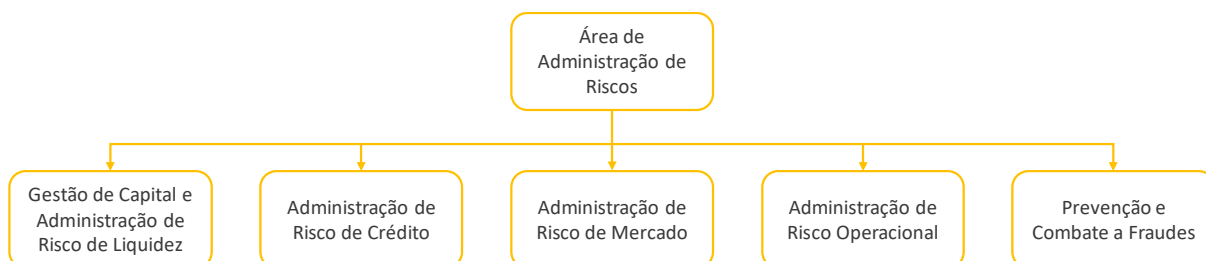 Área de
Administração de
Riscos
Gestão de Capital e
Administração de
Risco de Liquidez
Administração de
Risco de Crédito
Administração de
Risco de Mercado
Administração de
Risco Operacional
Prevenção e
Combate a Fraudes